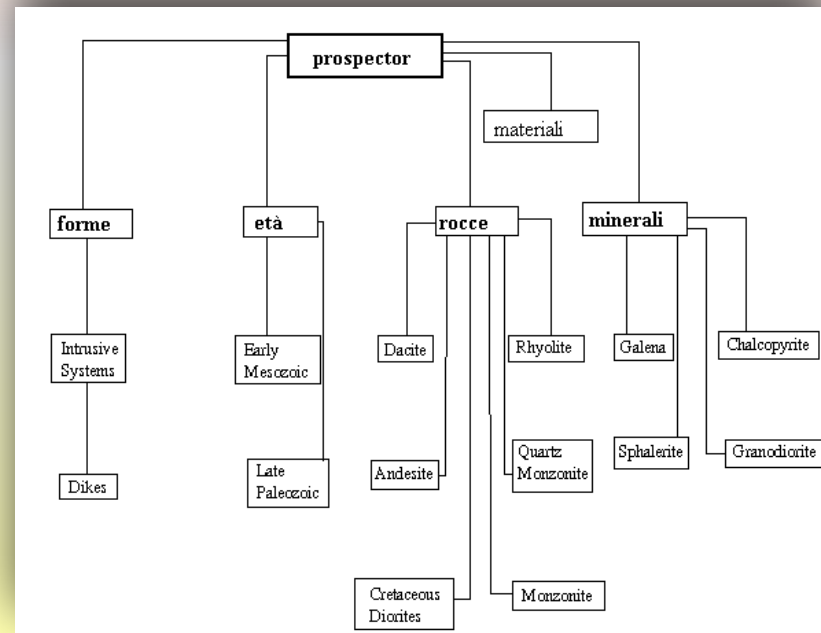 prospector
materiali
forme
età
rocce
minerali
Intrusive
Systems
Early
Mesozoic
Dacite
Rhyolite
Galena
Chalcopyrite
Dikes
Late
Paleozoic
Andesite
Quartz
Monzonite
Sphalerite
Granodiorite
Cretaceous
Diorites
Monzonite